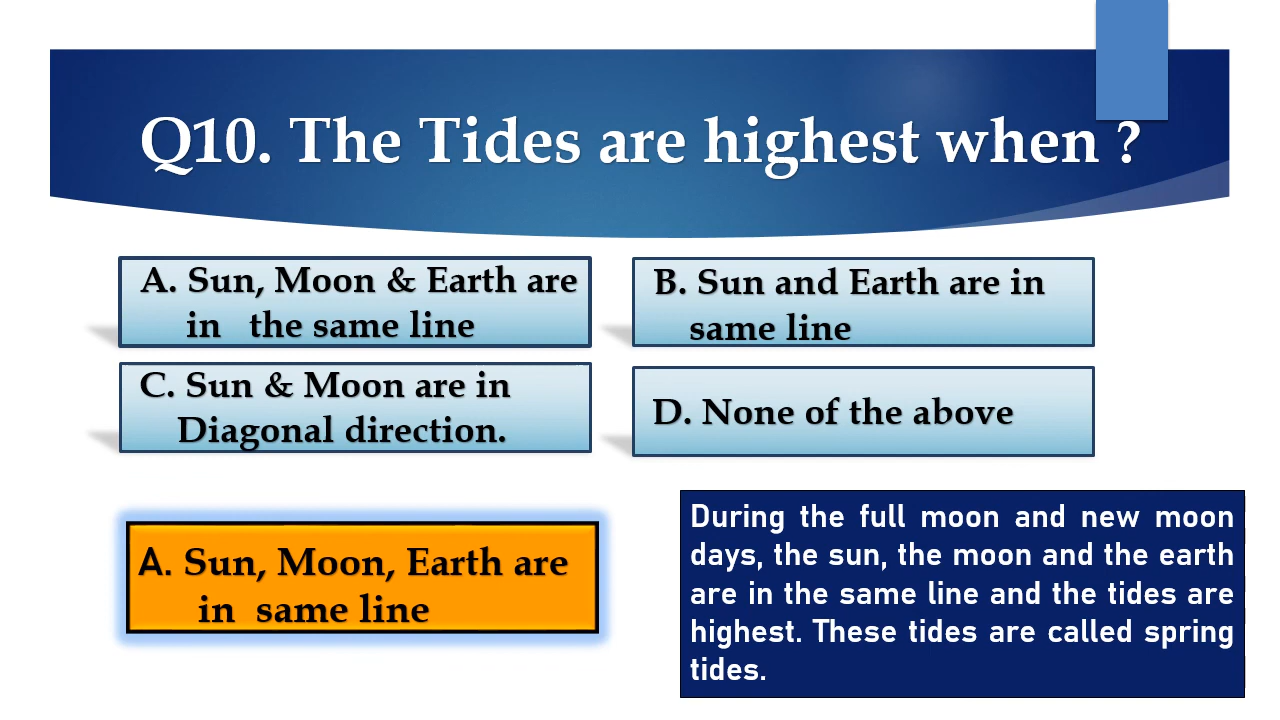 Q10. The Tides are highest when ?
A. Sun, Moon & Earth are
in the same line
B. Sun and Earth are in
same line
C. Sun & Moon are in
Diagonal direction.
D. None of the above
A. Sun, Moon, Earth are
in same line
During the full moon and new moon
days, the sun, the moon and the earth
are in the same line and the tides are
highest. These tides are called spring
tides.